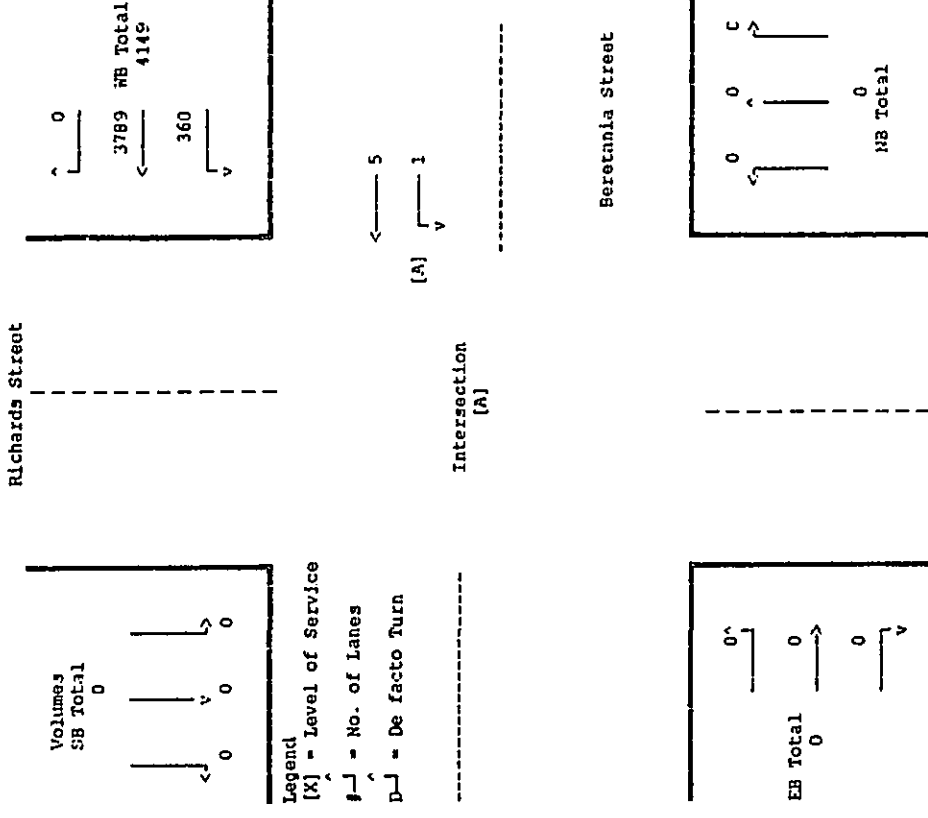 Richards Street
Volumes
SB Total
0
0 0 0
0
3789
360
WB Total
4149
Legend
[X] = Level of Service
#⅃ = No. of Lanes
D⅃ = De facto Turn
5
[A] 1
Intersection
[A]
Beretania Street
EB Total
0
0
0
0
0 0 C
0
NB Total